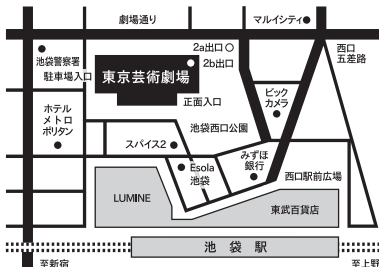 劇場通り
マルイシティ
2a出口
西口
五差路
池袋警察署
2b出口
駐車場入口
東京芸術劇場
正面入口
ビック
カメラ
ホテル
メトロ
ポリタン
池袋西口公園
スパイス2
みずほ
銀行
Esola
池袋
西口駅前広場
LUMINE
東武百貨店
池袋駅
至新宿
至上野